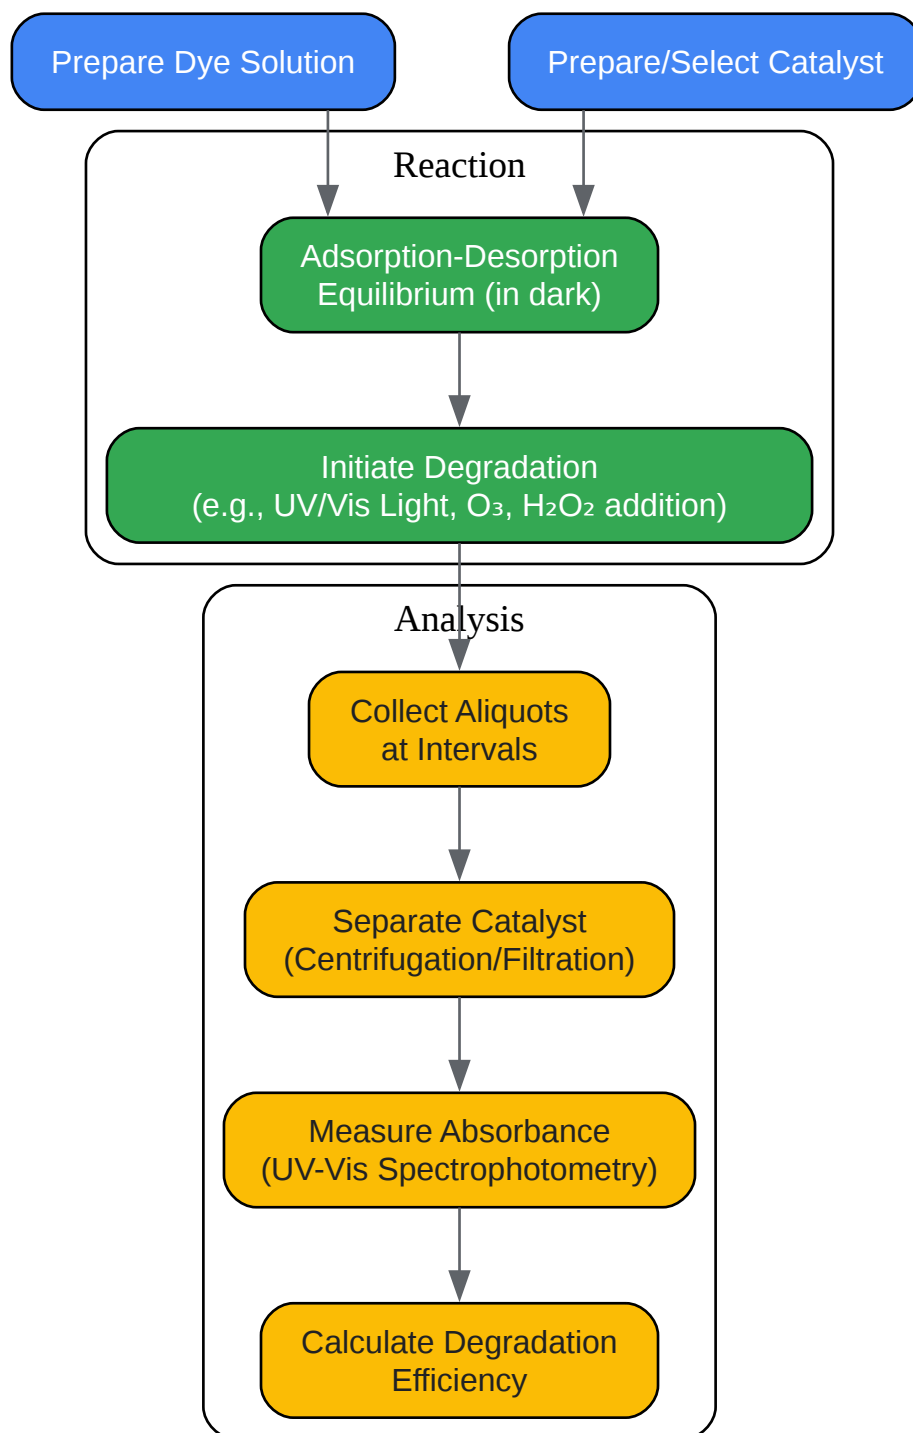 Prepare Dye Solution
Prepare/Select Catalyst
Reaction
Adsorption-Desorption
Equilibrium (in dark)
Initiate Degradation
(e.g., UV/Vis Light, O₃, H₂O₂ addition)
Analysis
Collect Aliquots
at Intervals
Separate Catalyst
(Centrifugation/Filtration)
Measure Absorbance
(UV-Vis Spectrophotometry)
Calculate Degradation
Efficiency